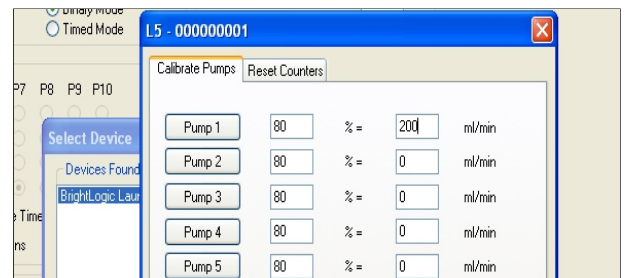 Binary Mode
Timed Mode
L5 - 000000001
Calibrate Pumps Reset Counters
P7 P8 P9 P10
Pump 1 80 % = 200 ml/min
Select Device
Pump 2 80 % = 0 ml/min
Devices Found
BrightLogic Laun
Pump 3 80 % = 0 ml/min
Time
Pump 4 80 % = 0 ml/min
ns
Pump 5 80 % = 0 ml/min